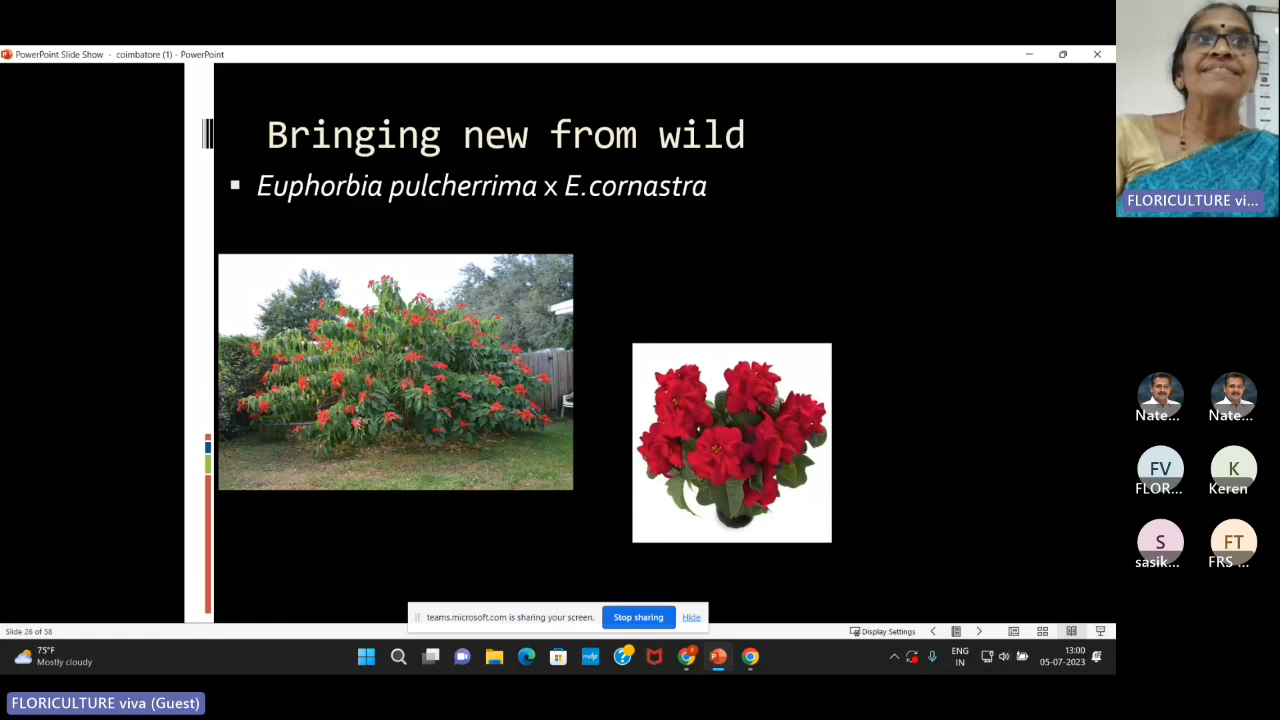 PowerPoint Slide Show - coimbatore (1) - PowerPoint
Bringing new from wild
Euphorbia pulcherrima x E.cornastra
FLORICULTURE vi...
Nate...
Nate...
FV
K
FLOR...
Keren
S
FT
sasik...
FRS ...
teams.microsoft.com is sharing your screen.
Stop sharing
Hide
Slide 26 of 58
Display Settings
75°F
Mostly cloudy
ENG
IN
13:00
05-07-2023
FLORICULTURE viva (Guest)